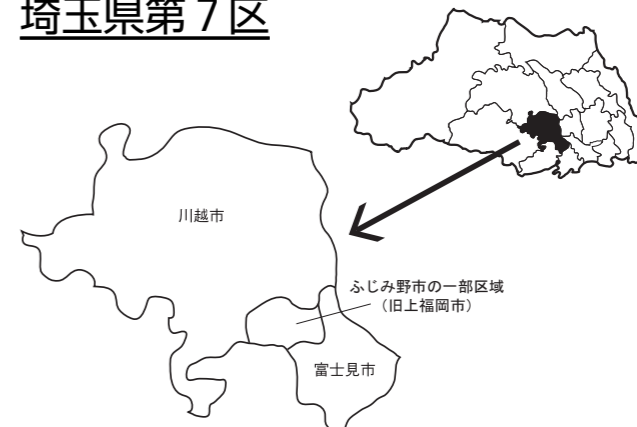 埼玉県第７区
川越市
ふじみ野市の一部区域
（旧上福岡市）
富士見市